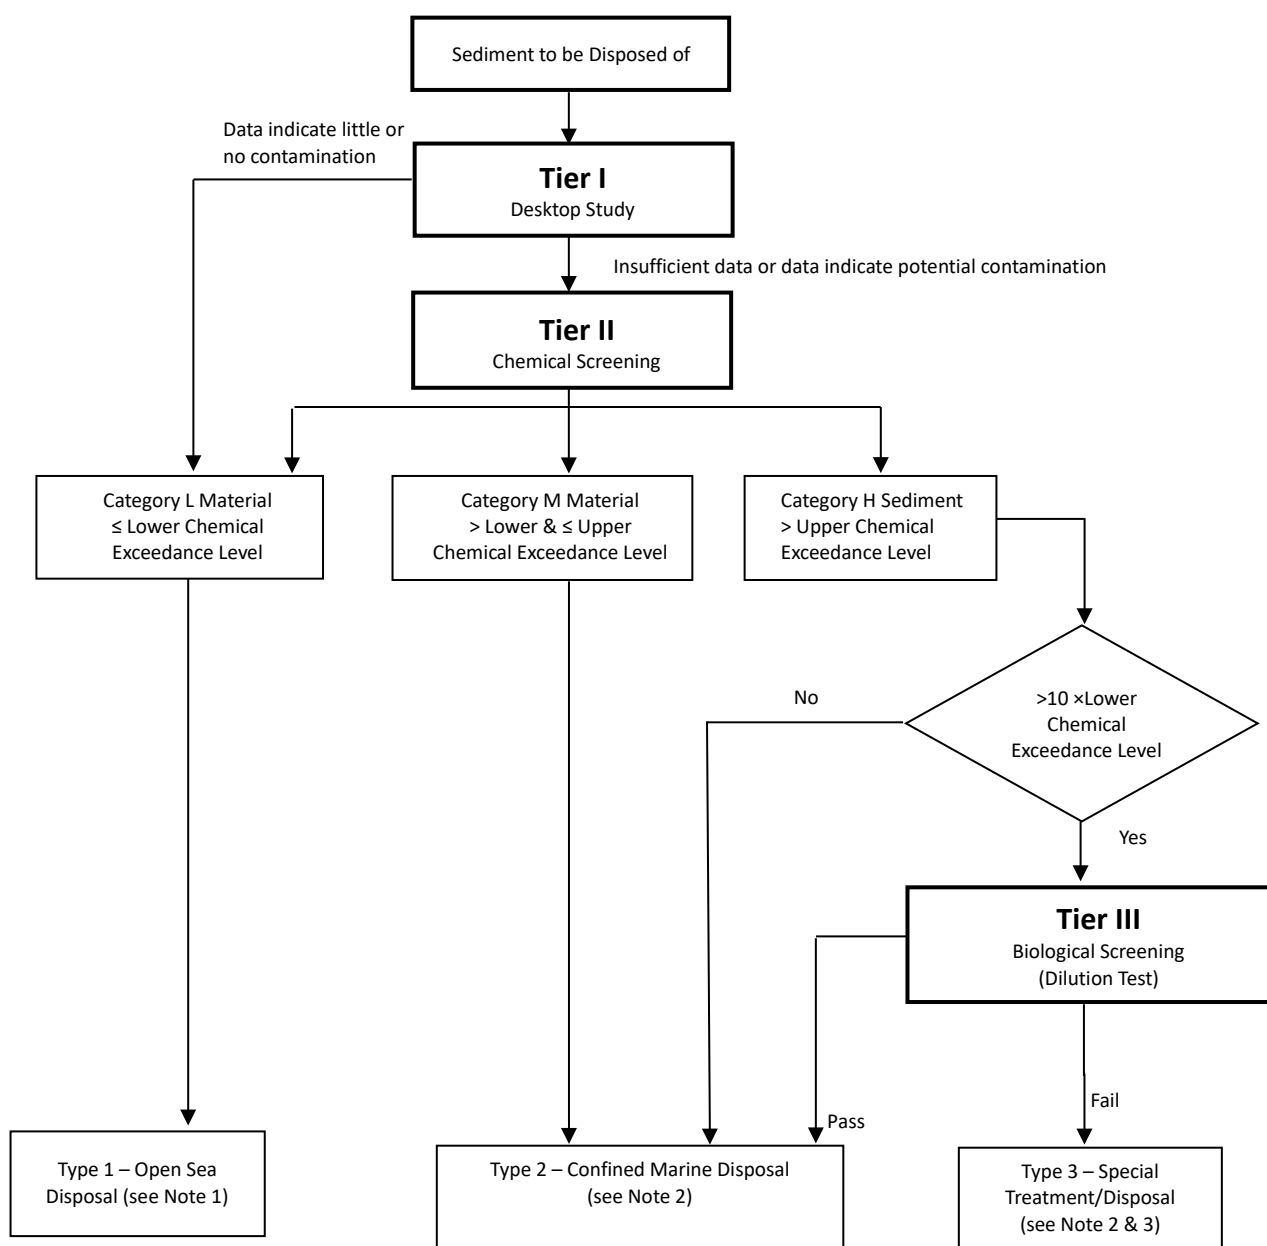 Sediment to be Disposed of
Data indicate little or
no contamination
Tier I
Desktop Study
Insufficient data or data indicate potential contamination
Tier II
Chemical Screening
Category L Material
≤ Lower Chemical
Exceedance Level
Category M Material
> Lower & ≤ Upper
Chemical Exceedance Level
Category H Sediment
> Upper Chemical
Exceedance Level
No
>10 ×Lower
Chemical
Exceedance Level
Yes
Tier III
Biological Screening
(Dilution Test)
Pass
Fail
Type 1 – Open Sea
Disposal (see Note 1)
Type 2 – Confined Marine Disposal
(see Note 2)
Type 3 – Special
Treatment/Disposal
(see Note 2 & 3)